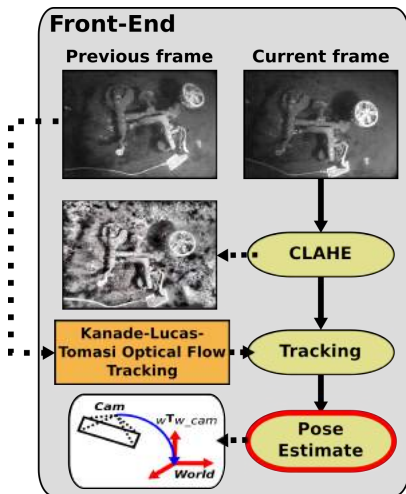 Front-End
Previous frame
Current frame
CLAHE
Kanade-Lucas-
Tomasi Optical Flow
Tracking
Tracking
Cam
wTw_cam
World
Pose
Estimate